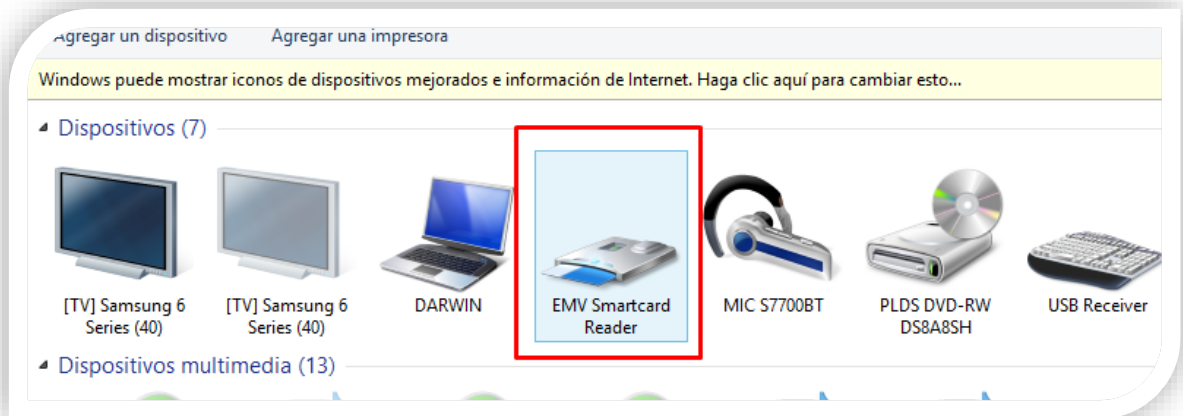 Agregar un dispositivo Agregar una impresora
Windows puede mostrar iconos de dispositivos mejorados e información de Internet. Haga clic aquí para cambiar esto...
Dispositivos (7)
[TV] Samsung 6 Series (40)
[TV] Samsung 6 Series (40)
DARWIN
EMV Smartcard Reader
MIC S7700BT
PLDS DVD-RW DS8A8SH
USB Receiver
Dispositivos multimedia (13)